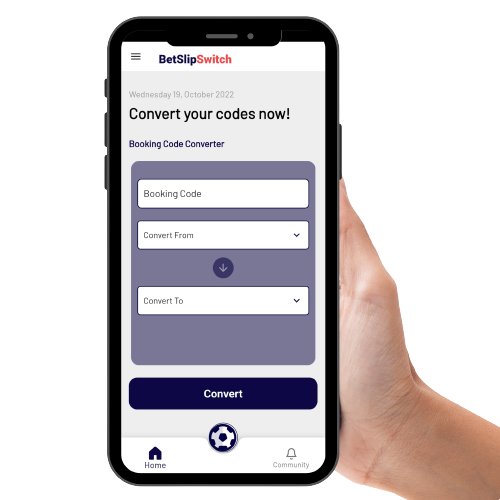 BetSlipSwitch
Wednesday 19, October 2022
Convert your codes now!
Booking Code Converter
Booking Code
Convert From
Convert To
Convert
Home
Community